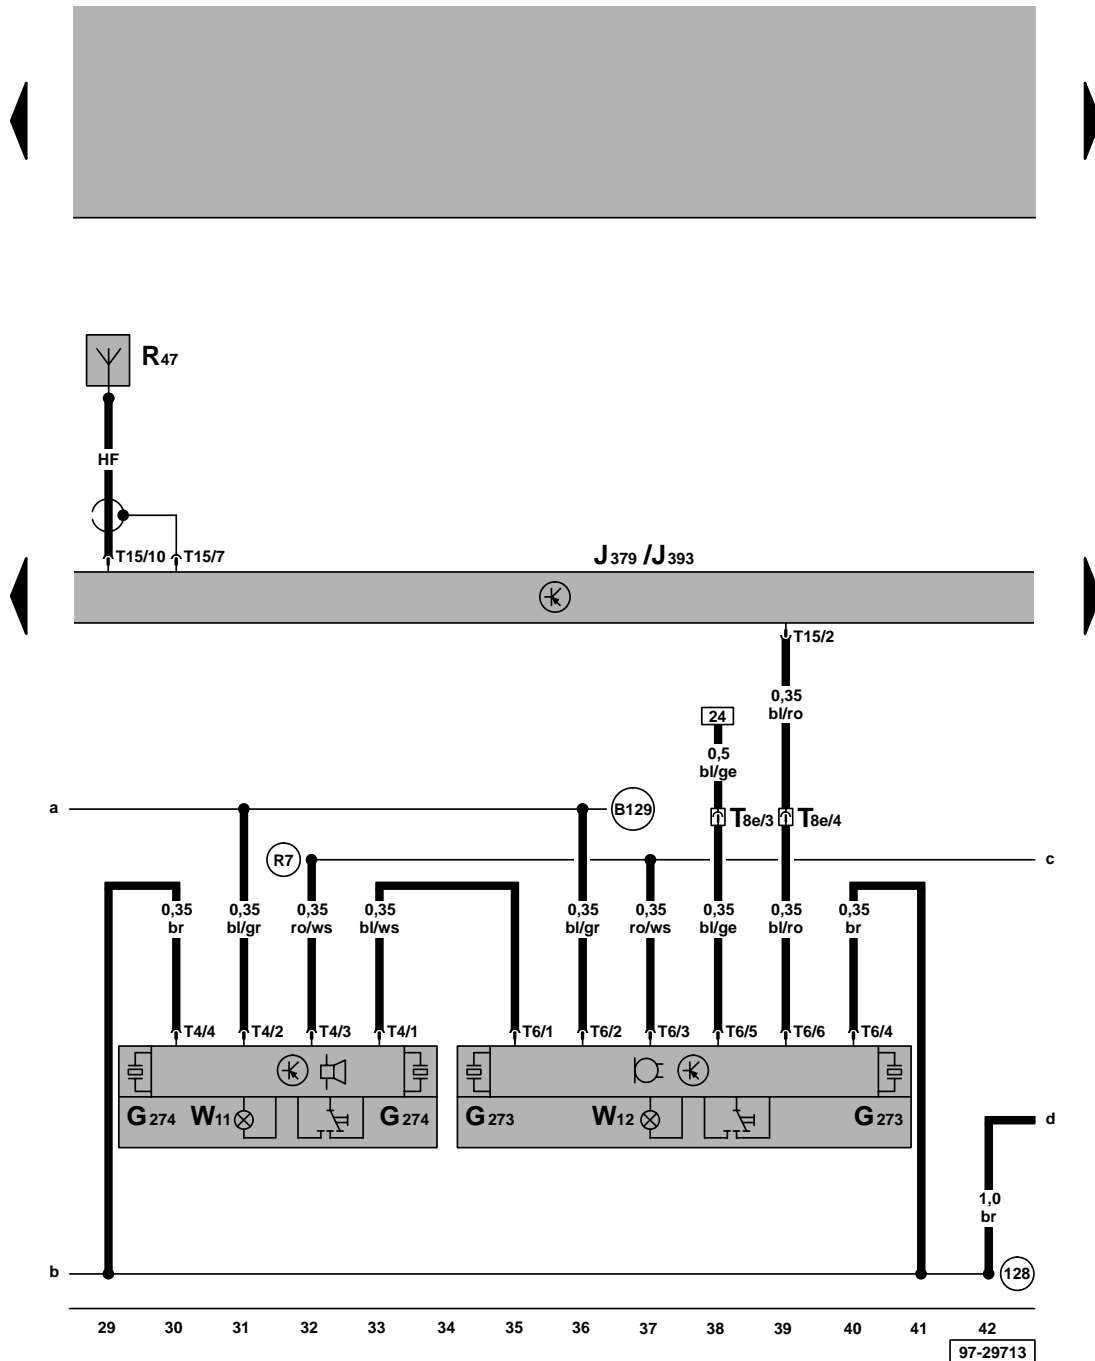 R47
HF
T15/10 T15/7
J379 /J393
T15/2
0,35
bl/ro
24
0,5
bl/ge
a
B129
T8e/3 T8e/4
R7
c
0,35 0,35 0,35 0,35 0,35 0,35 0,35 0,35 0,35
br bl/gr ro/ws bl/ws bl/gr ro/ws bl/ge bl/ro br
T4/4 T4/2 T4/3 T4/1 T6/1 T6/2 T6/3 T6/5 T6/6 T6/4
G274 W11 G274 G273 W12 G273
d
1,0
br
b
128
29 30 31 32 33 34 35 36 37 38 39 40 41 42
97-29713